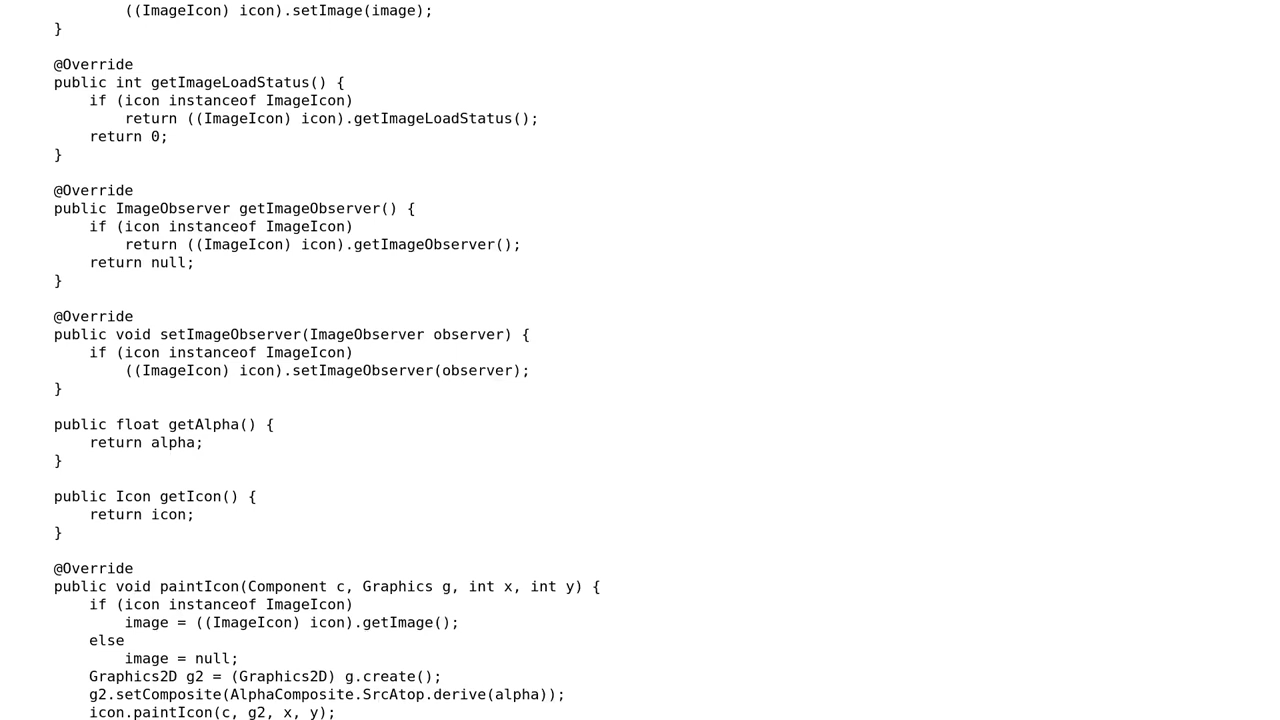 ((ImageIcon) icon).setImage(image);
}

@Override
public int getImageLoadStatus() {
    if (icon instanceof ImageIcon)
        return ((ImageIcon) icon).getImageLoadStatus();
    return 0;
}

@Override
public ImageObserver getImageObserver() {
    if (icon instanceof ImageIcon)
        return ((ImageIcon) icon).getImageObserver();
    return null;
}

@Override
public void setImageObserver(ImageObserver observer) {
    if (icon instanceof ImageIcon)
        ((ImageIcon) icon).setImageObserver(observer);
}

public float getAlpha() {
    return alpha;
}

public Icon getIcon() {
    return icon;
}

@Override
public void paintIcon(Component c, Graphics g, int x, int y) {
    if (icon instanceof ImageIcon)
        image = ((ImageIcon) icon).getImage();
    else
        image = null;
    Graphics2D g2 = (Graphics2D) g.create();
    g2.setComposite(AlphaComposite.SrcAtop.derive(alpha));
    icon.paintIcon(c, g2, x, y);